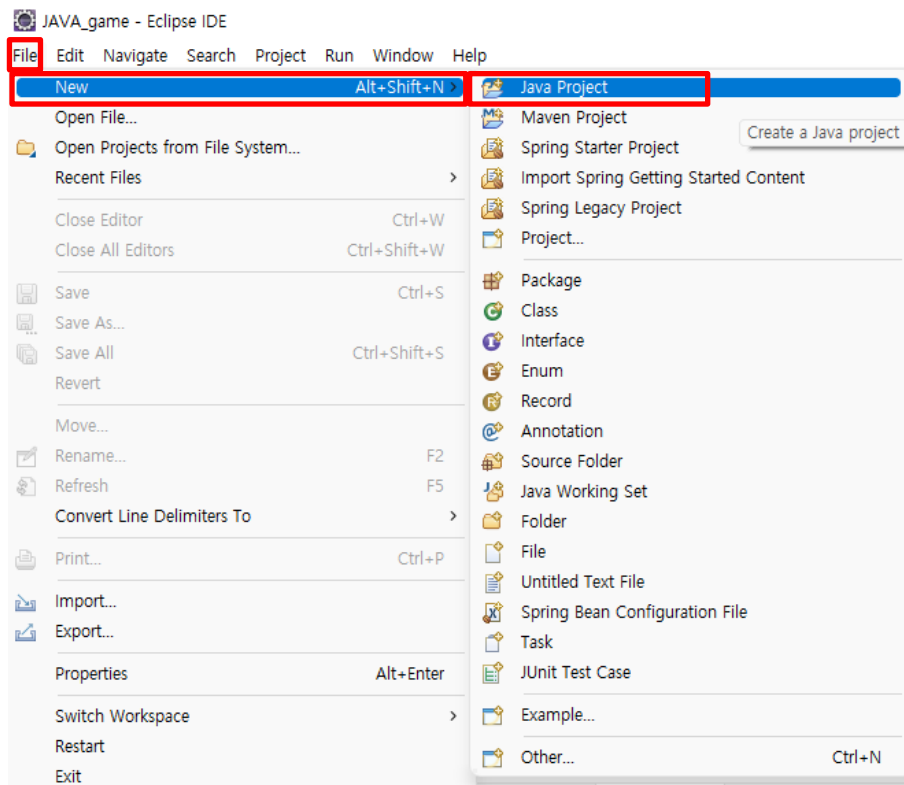 JAVA_game - Eclipse IDE
File Edit Navigate Search Project Run Window Help
New Alt+Shift+N >
Open File...
Open Projects from File System...
Recent Files >
Close Editor Ctrl+W
Close All Editors Ctrl+Shift+W
Save Ctrl+S
Save As...
Save All Ctrl+Shift+S
Revert
Move...
Rename... F2
Refresh F5
Convert Line Delimiters To >
Print... Ctrl+P
Import...
Export...
Properties Alt+Enter
Switch Workspace >
Restart
Exit
Java Project
Maven Project
Create a Java project
Spring Starter Project
Import Spring Getting Started Content
Spring Legacy Project
Project...
Package
Class
Interface
Enum
Record
Annotation
Source Folder
Java Working Set
Folder
File
Untitled Text File
Spring Bean Configuration File
Task
JUnit Test Case
Example...
Other... Ctrl+N